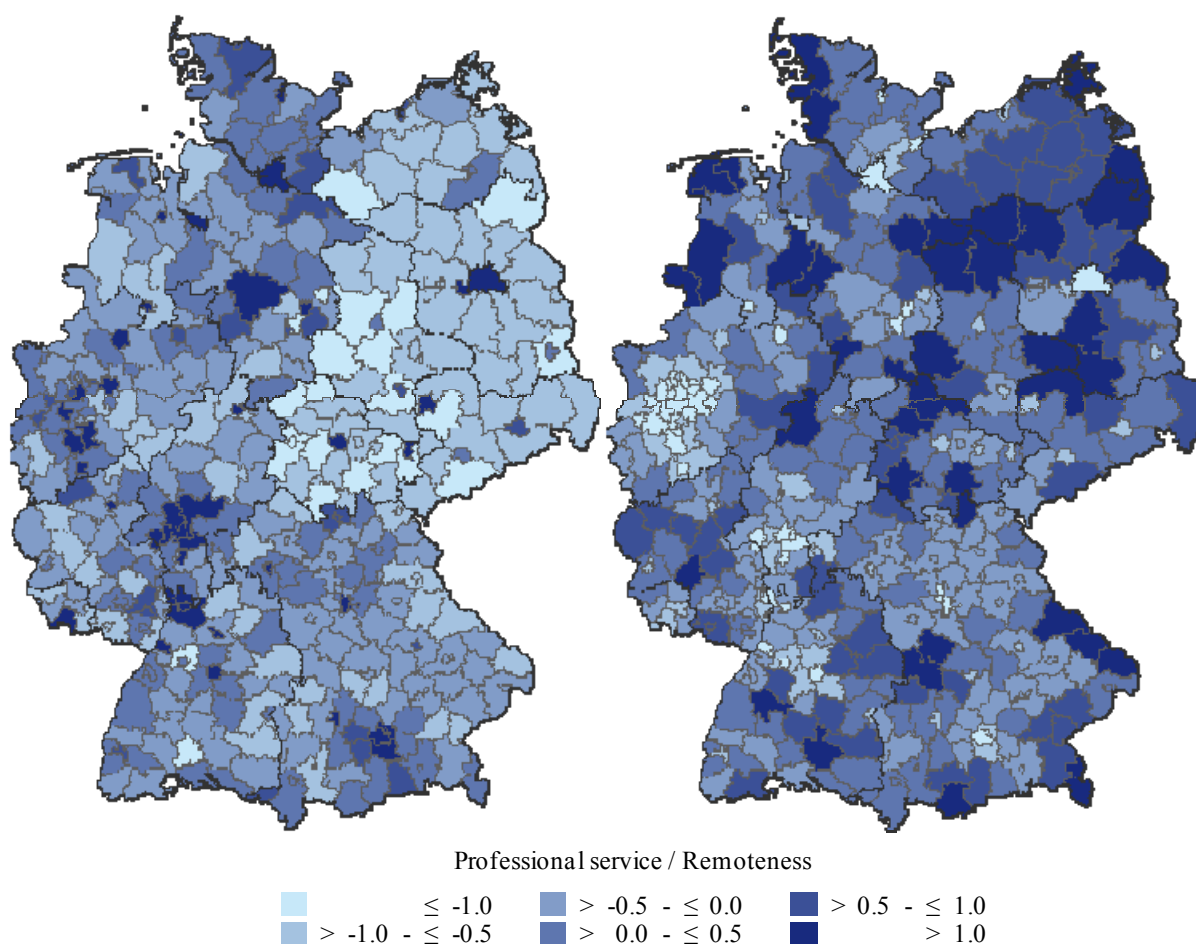 Professional service / Remoteness
≤ -1.0 > -0.5 - ≤ 0.0 > 0.5 - ≤ 1.0
> -1.0 - ≤ -0.5 > 0.0 - ≤ 0.5 > 1.0